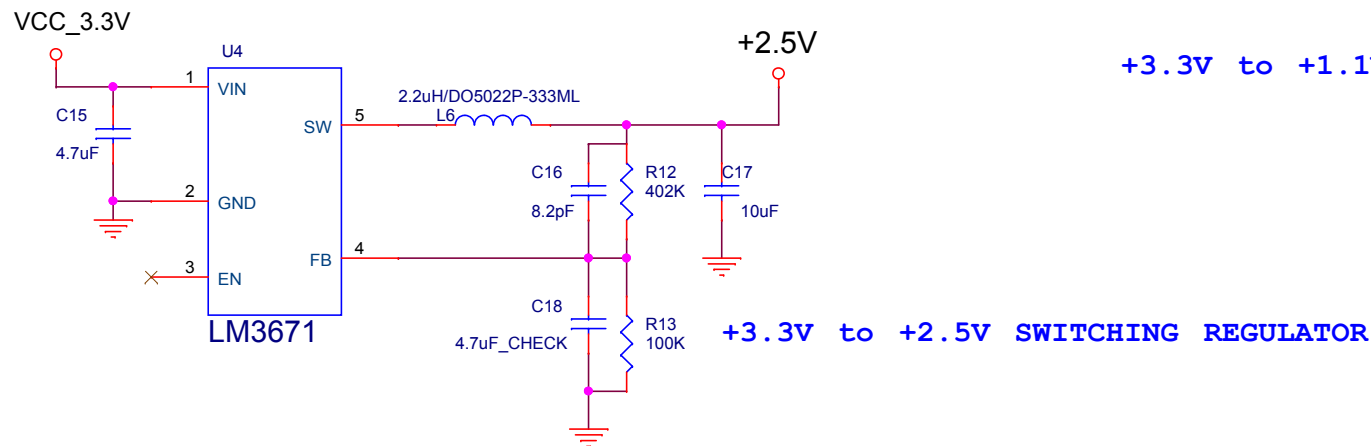 VCC_3.3V
U4
+2.5V
+3.3V to +1.1
1
VIN
2.2uH/DO5022P-333ML
C15
5
L6
SW
4.7uF
C16
R12
C17
402K
2
GND
8.2pF
10uF
4
FB
3
EN
C18
R13
LM3671
4.7uF_CHECK
100K
+3.3V to +2.5V SWITCHING REGULATOR